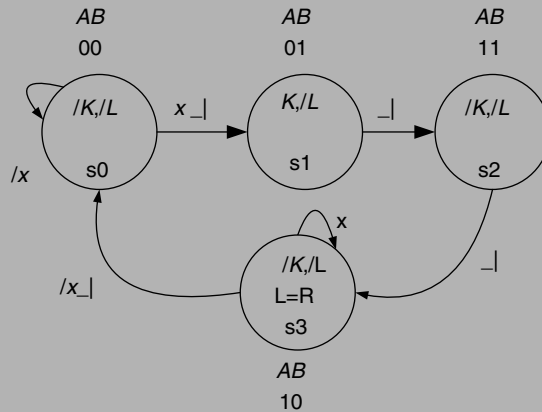 AB
00
AB
01
AB
11
/K,/L
s0
x _|
K,/L
s1
_|
/K,/L
s2
/x
x
_|
/x_|
/K,/L
L=R
s3
AB
10